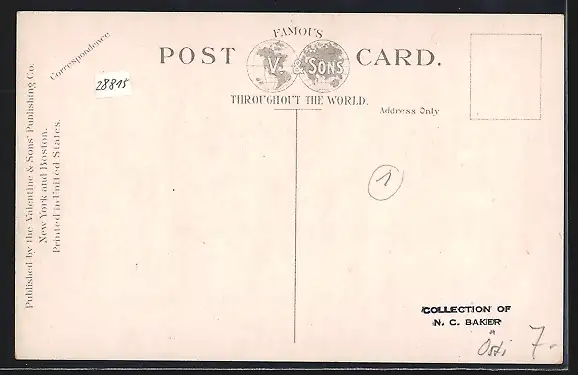 FAMOUS
POST CARD.
V. & SONS
THROUGHOUT THE WORLD.
Correspondence
28815
Address Only
Published by the Valentine & Sons' Publishing Co.
New York and Boston.
Printed in United States.
1
COLLECTION OF
N. C. BAKER
7.-